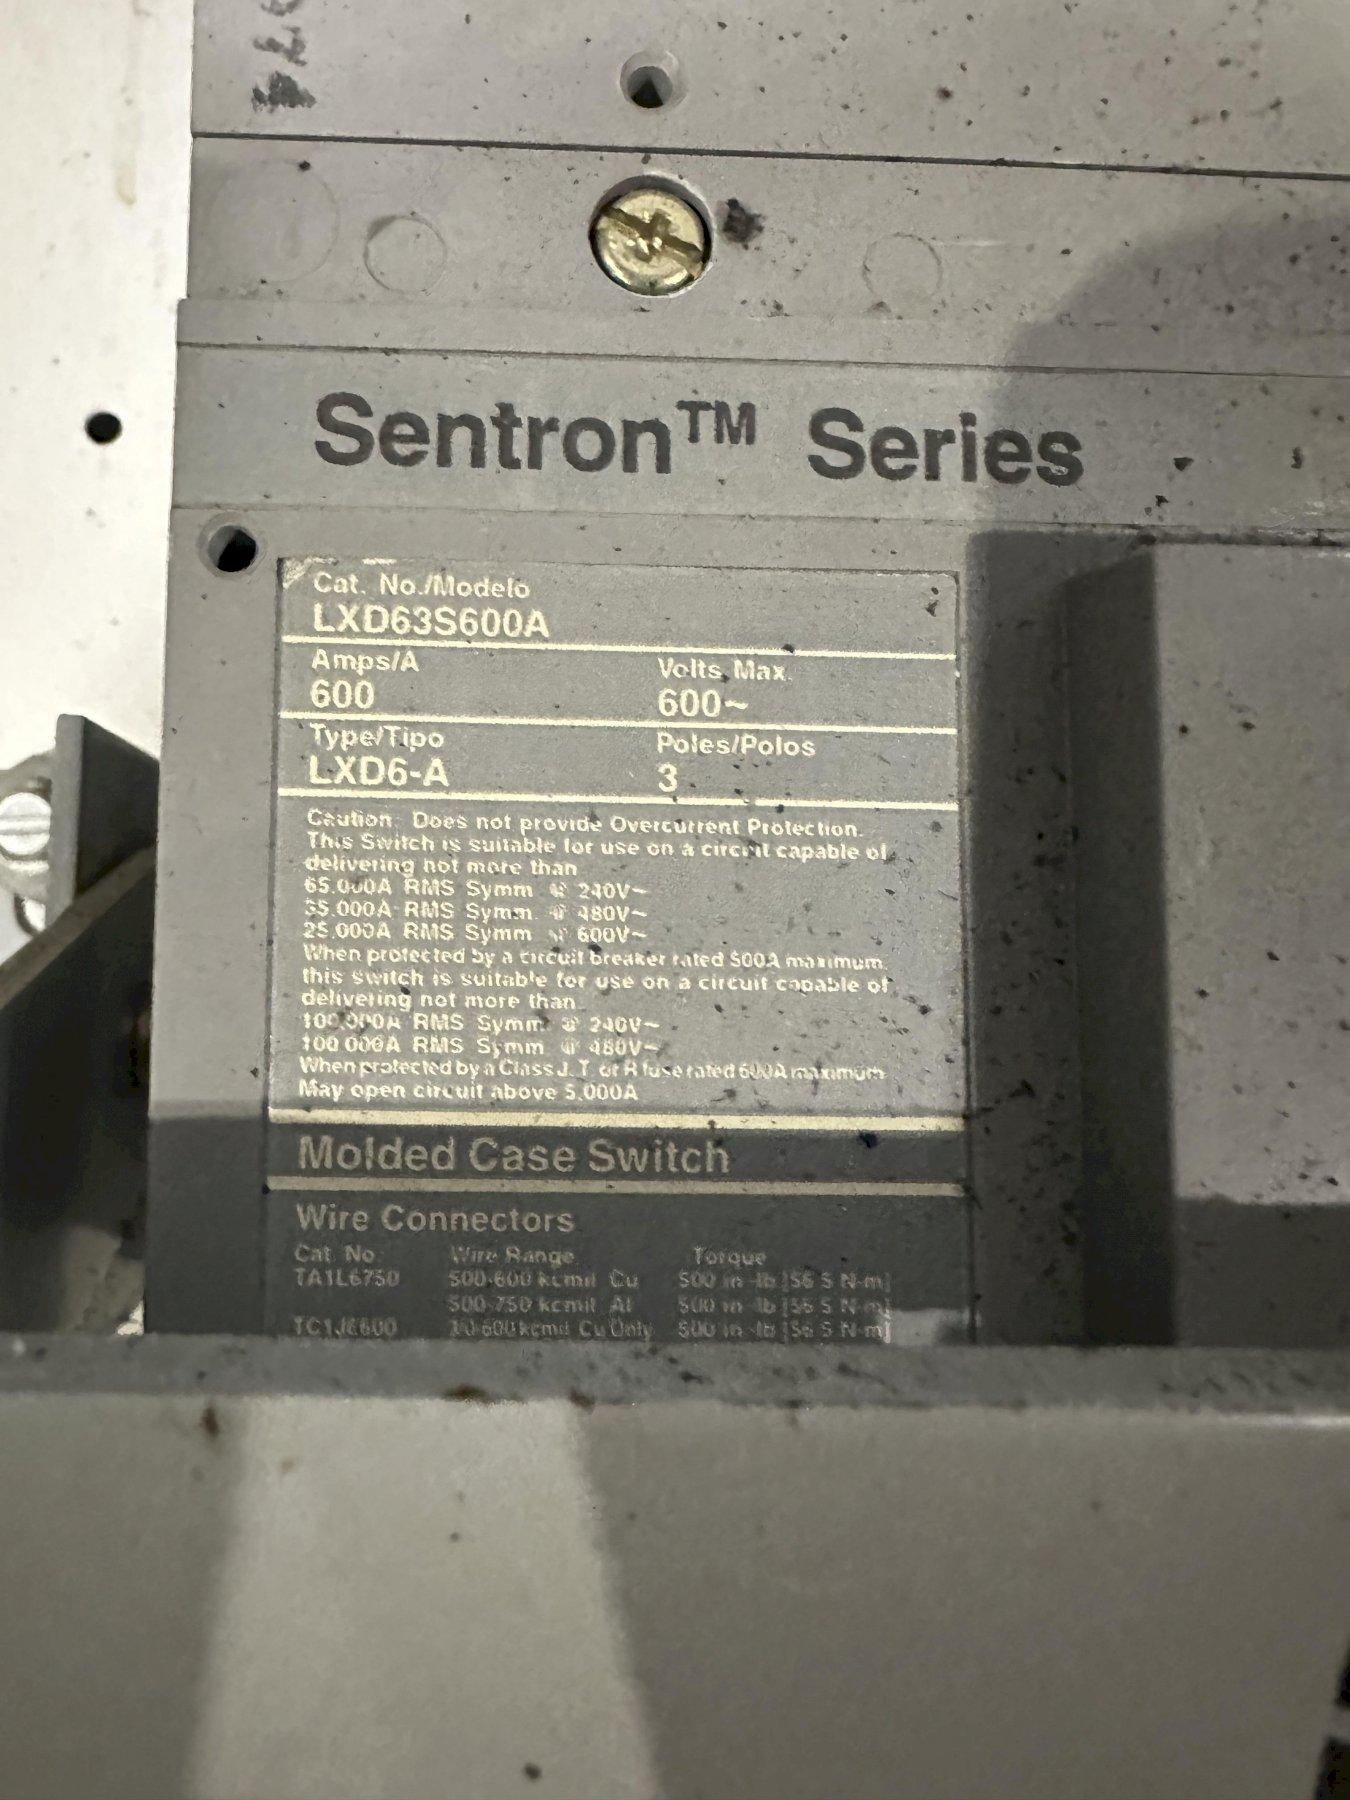 Sentron™ Series
Cat. No./Modelo
LXD63S600A
Amps/A Volts Max.
600 600~
Type/Tipo Poles/Polos
LXD6-A 3
Caution: Does not provide Overcurrent Protection.
This Switch is suitable for use on a circuit capable of
delivering not more than
65,000A RMS Symm @ 240V~
35,000A RMS Symm. @ 480V~
25,000A RMS Symm @ 600V~
When protected by a circuit breaker rated 500A maximum,
this switch is suitable for use on a circuit capable of
delivering not more than
100,000A RMS Symm @ 240V~
100,000A RMS Symm @ 480V~
When protected by a Class J, T, or R fuse rated 600A maximum
May open circuit above 5,000A
Molded Case Switch
Wire Connectors
Cat. No. Wire Range Torque
TA1L6750 500-600 kcmil Cu 500 in-lb [56.5 N-m]
500-750 kcmil Al 500 in-lb [56.5 N-m]
TC1J6600 kcmil Cu Only 500 in-lb [56.5 N-m]